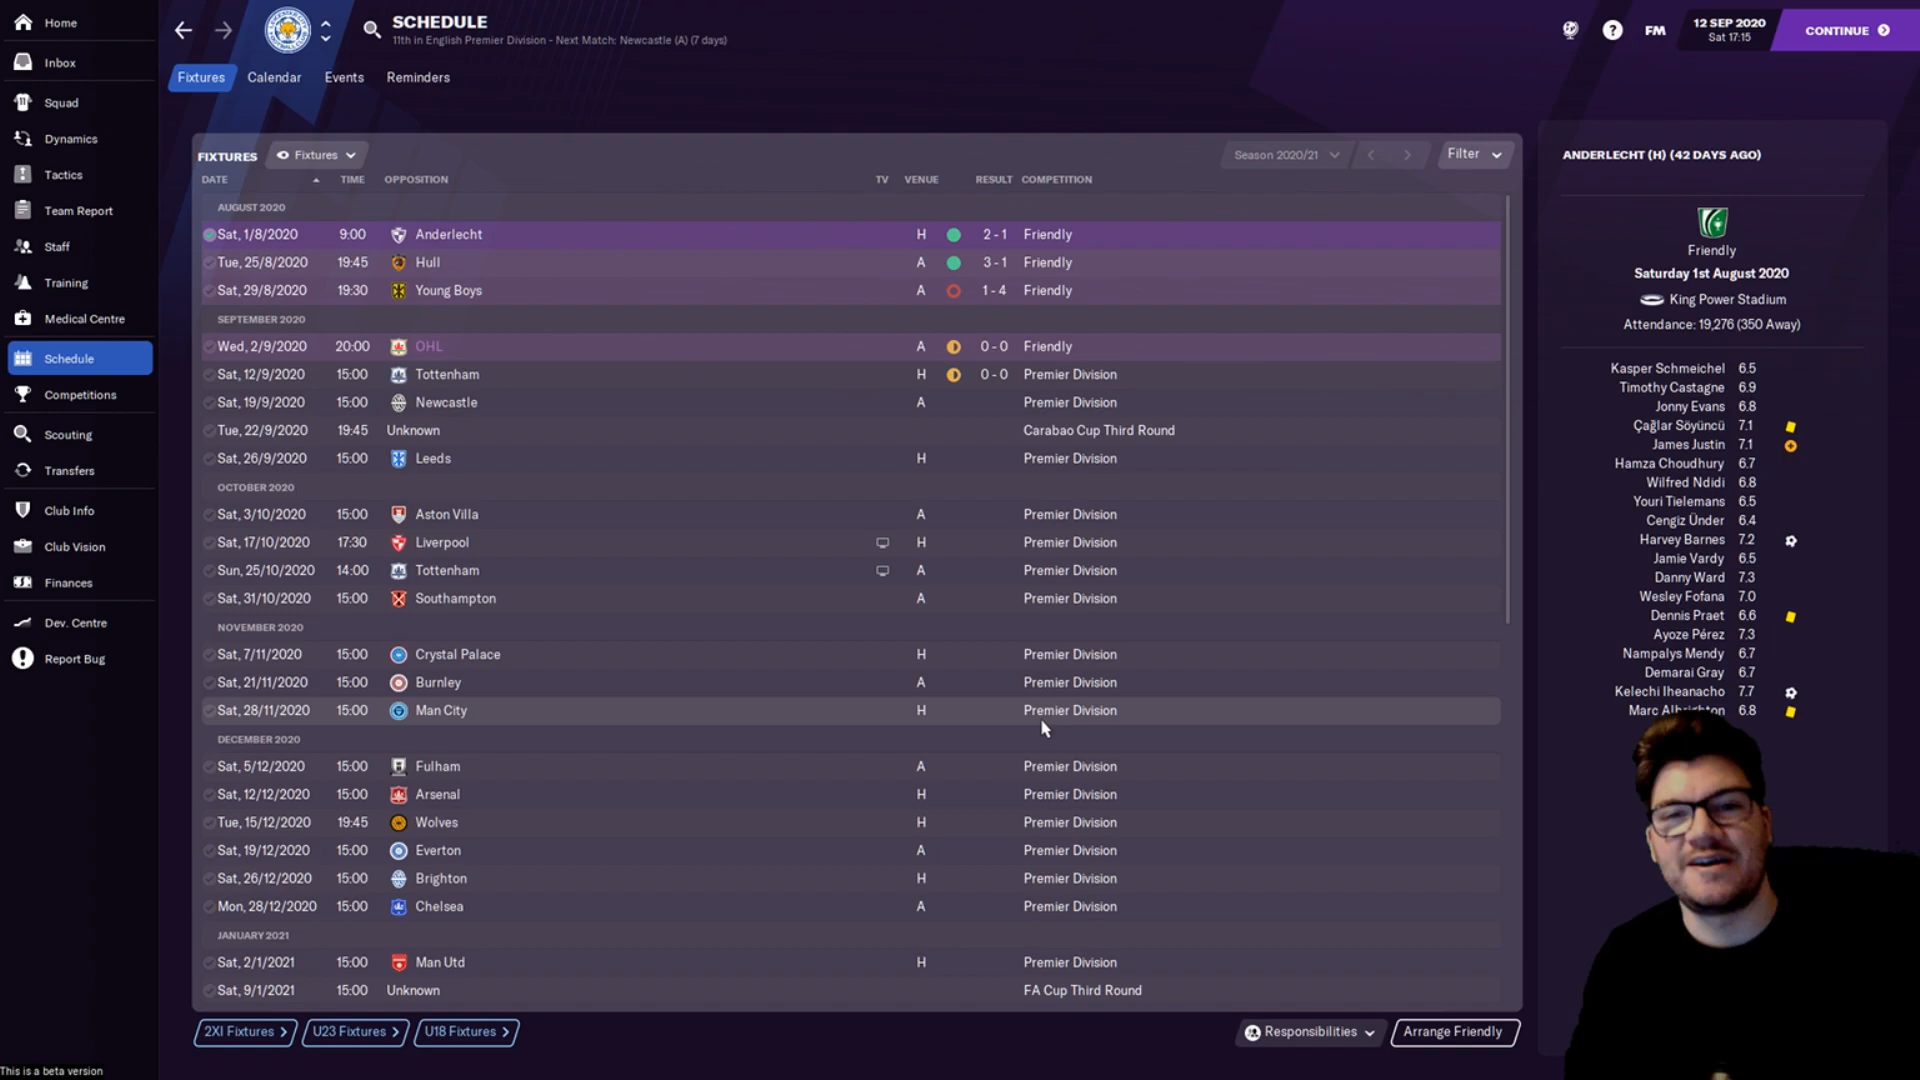 Home
Inbox
Squad
Dynamics
Tactics
Team Report
Staff
Training
Medical Centre
Schedule
Competitions
Scouting
Transfers
Club Info
Club Vision
Finances
Dev. Centre
Report Bug
This is a beta version
SCHEDULE
11th in English Premier Division - Next Match: Newcastle (A) (7 days)
FM
12 SEP 2020
Sat 17:15
CONTINUE
Fixtures Calendar Events Reminders
FIXTURES Fixtures Season 2020/21 Filter
DATE TIME OPPOSITION TV VENUE RESULT COMPETITION
AUGUST 2020
Sat, 1/8/2020 9:00 Anderlecht H 2 - 1 Friendly
Tue, 25/8/2020 19:45 Hull A 3 - 1 Friendly
Sat, 29/8/2020 19:30 Young Boys A 1 - 4 Friendly
SEPTEMBER 2020
Wed, 2/9/2020 20:00 OHL A 0 - 0 Friendly
Sat, 12/9/2020 15:00 Tottenham H 0 - 0 Premier Division
Sat, 19/9/2020 15:00 Newcastle A Premier Division
Tue, 22/9/2020 19:45 Unknown Carabao Cup Third Round
Sat, 26/9/2020 15:00 Leeds H Premier Division
OCTOBER 2020
Sat, 3/10/2020 15:00 Aston Villa A Premier Division
Sat, 17/10/2020 17:30 Liverpool H Premier Division
Sun, 25/10/2020 14:00 Tottenham A Premier Division
Sat, 31/10/2020 15:00 Southampton A Premier Division
NOVEMBER 2020
Sat, 7/11/2020 15:00 Crystal Palace H Premier Division
Sat, 21/11/2020 15:00 Burnley A Premier Division
Sat, 28/11/2020 15:00 Man City H Premier Division
DECEMBER 2020
Sat, 5/12/2020 15:00 Fulham A Premier Division
Sat, 12/12/2020 15:00 Arsenal H Premier Division
Tue, 15/12/2020 19:45 Wolves H Premier Division
Sat, 19/12/2020 15:00 Everton A Premier Division
Sat, 26/12/2020 15:00 Brighton H Premier Division
Mon, 28/12/2020 15:00 Chelsea A Premier Division
JANUARY 2021
Sat, 2/1/2021 15:00 Man Utd H Premier Division
Sat, 9/1/2021 15:00 Unknown FA Cup Third Round
2XI Fixtures U23 Fixtures U18 Fixtures Responsibilities Arrange Friendly
ANDERLECHT (H) (42 DAYS AGO)
Friendly
Saturday 1st August 2020
King Power Stadium
Attendance: 19,276 (350 Away)
Kasper Schmeichel 6.5
Timothy Castagne 6.9
Jonny Evans 6.8
Çağlar Söyüncü 7.1
James Justin 7.1
Hamza Choudhury 6.7
Wilfred Ndidi 6.8
Youri Tielemans 6.5
Cengiz Ünder 6.4
Harvey Barnes 7.2
Jamie Vardy 6.5
Danny Ward 7.3
Wesley Fofana 7.0
Dennis Praet 6.6
Ayoze Pérez 7.3
Nampalys Mendy 6.7
Demarai Gray 6.7
Kelechi Iheanacho 7.7
Marc Albrighton 6.8